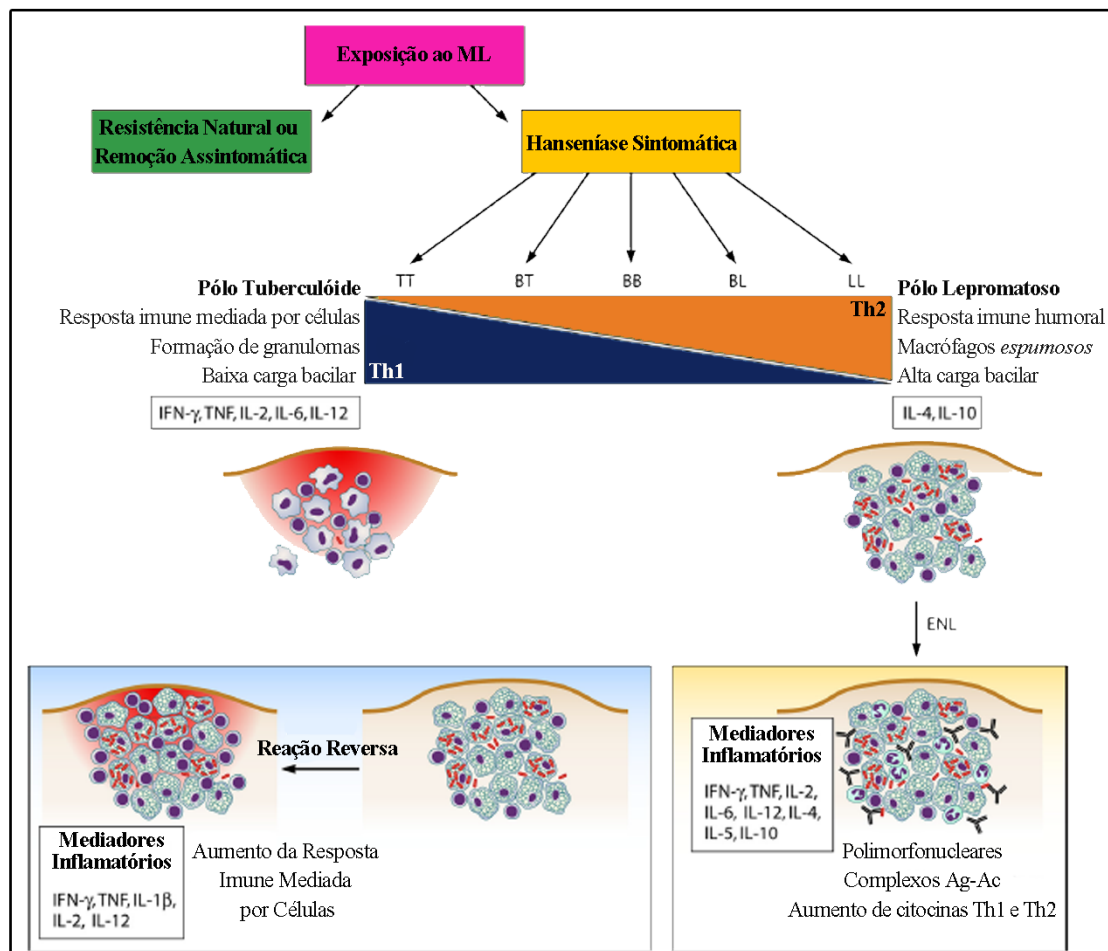 Exposição ao ML
Resistência Natural ou
Remoção Assintomática
Hanseníase Sintomática
TT
BT
BB
BL
LL
Pólo Tuberculóide
Resposta imune mediada por células
Formação de granulomas
Baixa carga bacilar
Th1
Th2
Pólo Lepromatoso
Resposta imune humoral
Macrófagos espumosos
Alta carga bacilar
IFN-γ, TNF, IL-2, IL-6, IL-12
IL-4, IL-10
ENL
Reação Reversa
Mediadores
Inflamatórios
IFN-γ, TNF, IL-1β,
IL-2, IL-12
Aumento da Resposta
Imune Mediada
por Células
Mediadores
Inflamatórios
IFN-γ, TNF, IL-2,
IL-6, IL-12, IL-4,
IL-5, IL-10
Polimorfonucleares
Complexos Ag-Ac
Aumento de citocinas Th1 e Th2